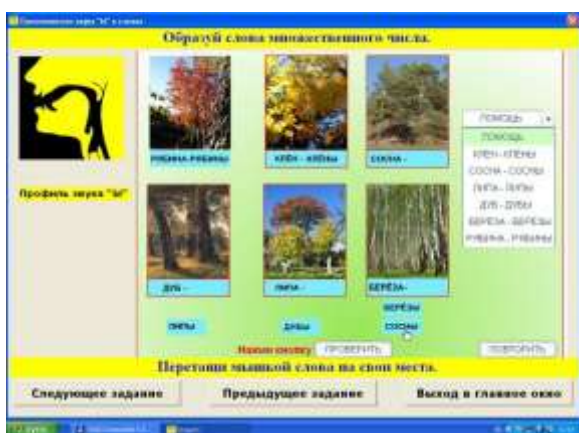 Образуй слова множественного числа.
РЯБИНА-РЯБИНЫ
КЛЁН - КЛЁНЫ
СОСНА -
ПОМОЩЬ
ПОМОЩЬ
КЛЁН - КЛЁНЫ
СОСНА - СОСНЫ
ЛИПА - ЛИПЫ
ДУБ - ДУБЫ
БЕРЁЗА - БЕРЁЗЫ
РЯБИНА - РЯБИНЫ
Профиль звука "Ы"
ДУБ -
ЛИПА -
БЕРЁЗА-
БЕРЁЗЫ
ЛИПЫ
ДУБЫ
СОСНЫ
Нажми кнопку
ПРОВЕРИТЬ
ПОВТОРИТЬ
Перетащи мышкой слова на свои места.
Следующее задание
Предыдущее задание
Выход в главное окно